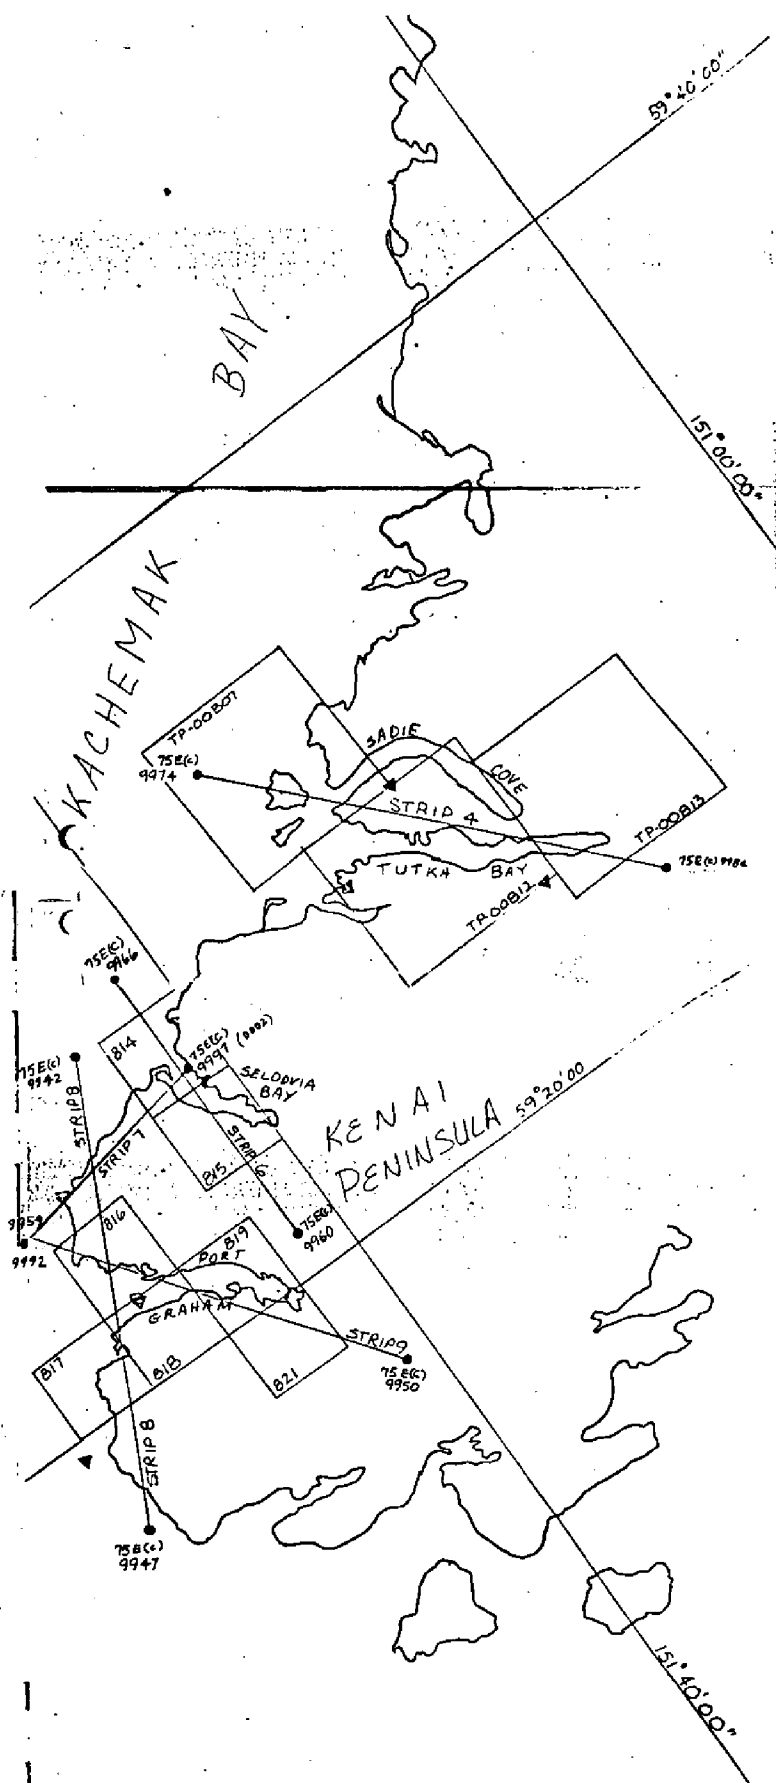 59°40'00"
BAY
151°00'00"
KACHEMAK
TP-00807
SADIE
COVE
75E(C)
9974
STRIP 4
TP-00813
75E(C)
TUTKA BAY
TP-00812
75E(C)
9966
814
75E(C)
9997 (0002)
SELDOVIA
BAY
75E(C)
9942
STRIP 8
STRIP 7
STRIP 6
815
KENAI
PENINSULA
59°20'00
816
75E(C)
9960
819
9959
9992
PORT
GRAHAM
STRIP 9
75E(C)
9950
817
818
821
STRIP 8
75E(C)
9947
151°40'00"